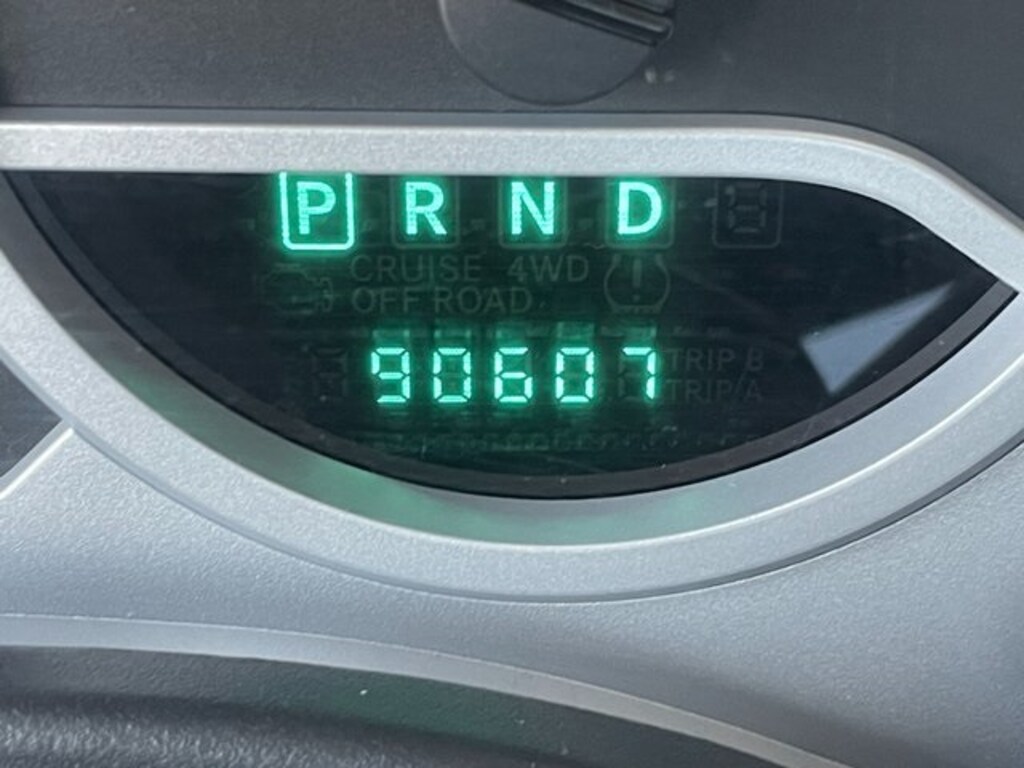 P R N D
CRUISE 4WD
OFF ROAD
90607
TRIP B
TRIP A